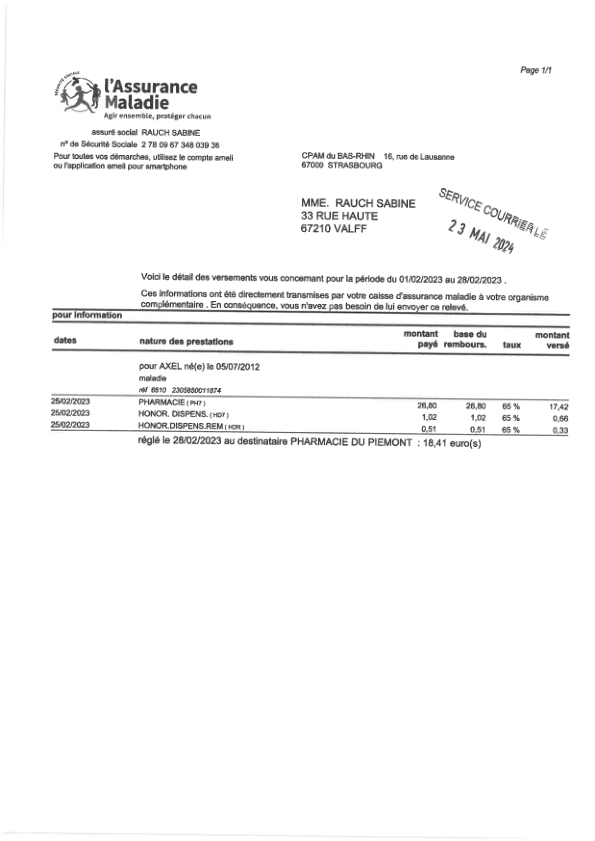 Page 1/1
SÉCURITÉ SOCIALE
l'Assurance
Maladie
Agir ensemble, protéger chacun
assuré social RAUCH SABINE
n° de Sécurité Sociale 2 78 09 67 348 039 36
Pour toutes vos démarches, utilisez le compte ameli
ou l'application ameli pour smartphone
CPAM du BAS-RHIN 16, rue de Lausanne
67000 STRASBOURG
MME. RAUCH SABINE
33 RUE HAUTE
67210 VALFF
SERVICE COURRIER
23 MAI 2024
Voici le détail des versements vous concernant pour la période du 01/02/2023 au 28/02/2023 .
Ces informations ont été directement transmises par votre caisse d'assurance maladie à votre organisme
complémentaire . En conséquence, vous n'avez pas besoin de lui envoyer ce relevé.
pour information
dates nature des prestations montant payé base du rembours. taux montant versé
pour AXEL né(e) le 05/07/2012
maladie
réf 6510 2305850011874
25/02/2023 PHARMACIE ( PH7 ) 26,80 26,80 65 % 17,42
25/02/2023 HONOR. DISPENS. ( HD7 ) 1,02 1,02 65 % 0,66
25/02/2023 HONOR.DISPENS.REM ( HDR ) 0,51 0,51 65 % 0,33
réglé le 28/02/2023 au destinataire PHARMACIE DU PIEMONT : 18,41 euro(s)